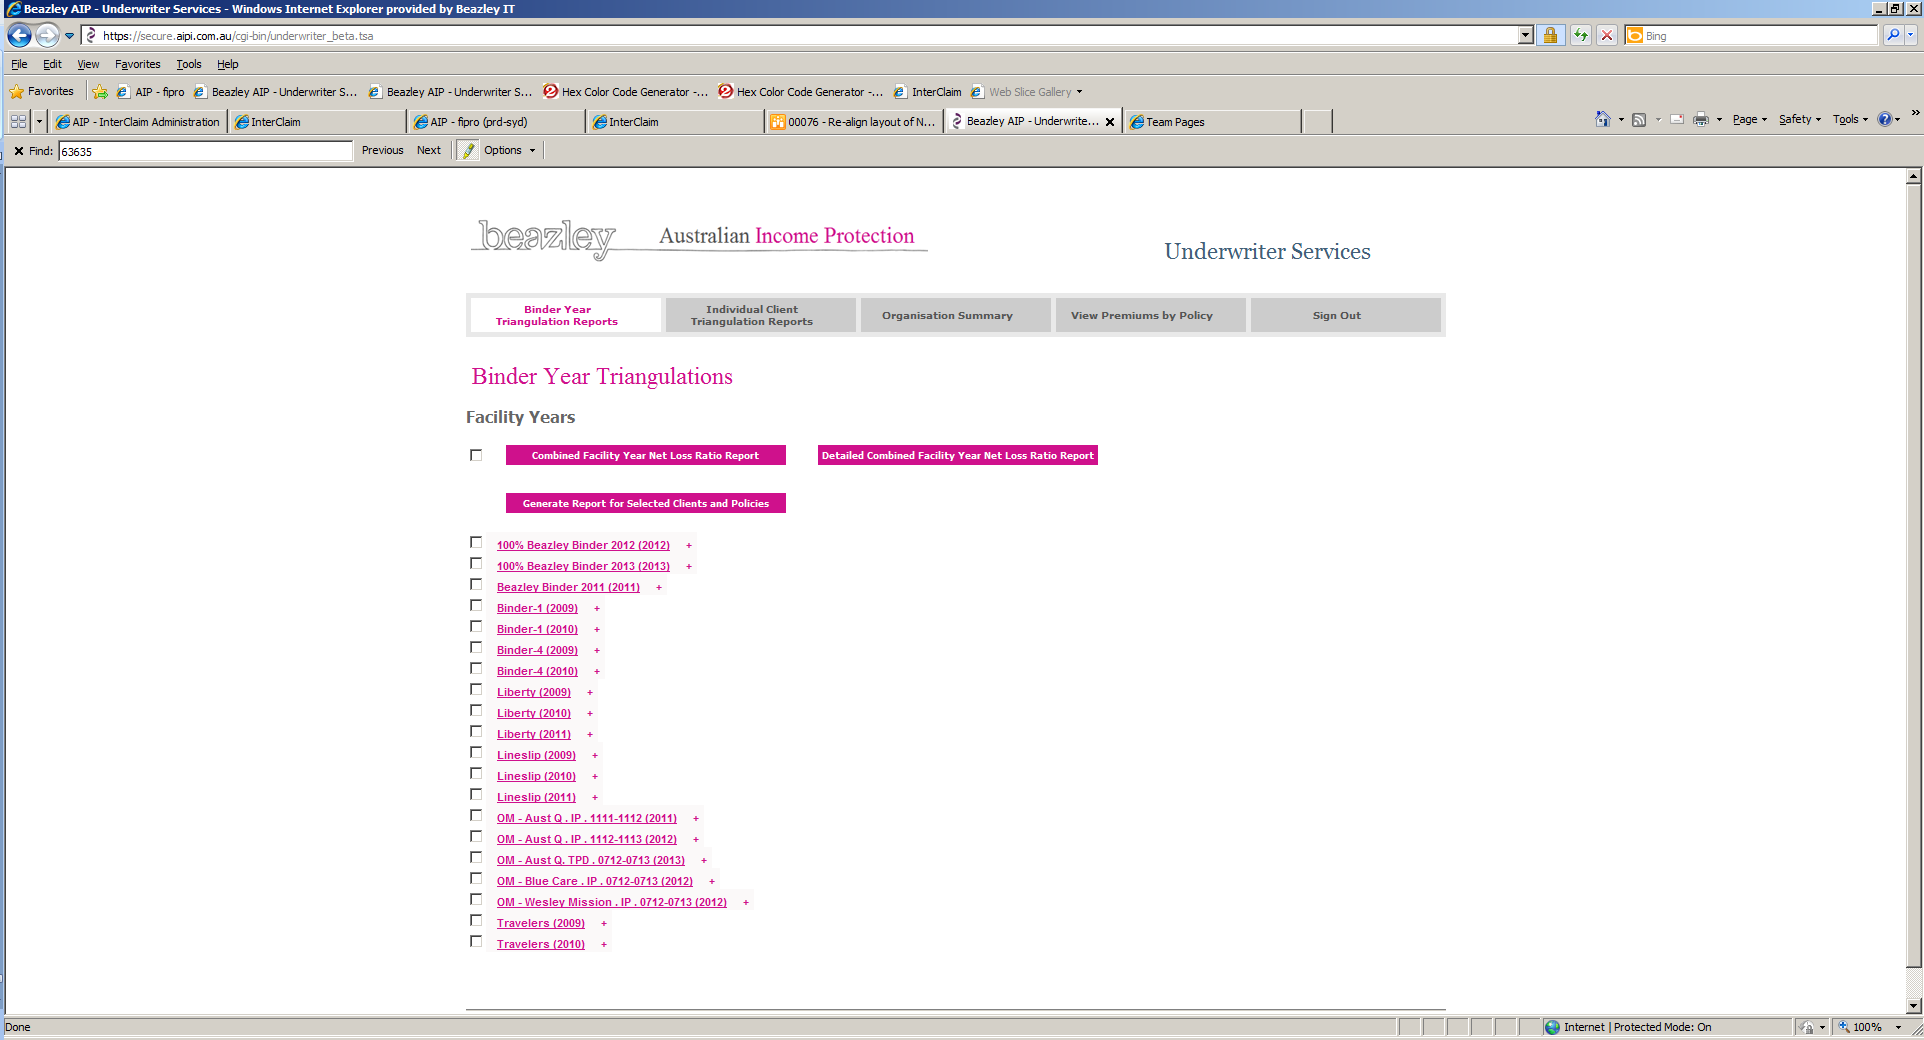 Beazley AIP - Underwriter Services - Windows Internet Explorer provided by Beazley IT
https://secure.aipi.com.au/cgi-bin/underwriter_beta.tsa
Bing
File Edit View Favorites Tools Help
Favorites AIP - fipro Beazley AIP - Underwriter S... Beazley AIP - Underwriter S... Hex Color Code Generator -... Hex Color Code Generator -... InterClaim Web Slice Gallery
AIP - InterClaim Administration InterClaim AIP - fipro (prd-syd) InterClaim 00076 - Re-align layout of N... Beazley AIP - Underwrite... Team Pages Page Safety Tools
Find: 63635 Previous Next Options
beazley Australian Income Protection
Underwriter Services
Binder Year Triangulation Reports
Individual Client Triangulation Reports
Organisation Summary
View Premiums by Policy
Sign Out
Binder Year Triangulations
Facility Years
Combined Facility Year Net Loss Ratio Report Detailed Combined Facility Year Net Loss Ratio Report
Generate Report for Selected Clients and Policies
100% Beazley Binder 2012 (2012) +
100% Beazley Binder 2013 (2013) +
Beazley Binder 2011 (2011) +
Binder-1 (2009) +
Binder-1 (2010) +
Binder-4 (2009) +
Binder-4 (2010) +
Liberty (2009) +
Liberty (2010) +
Liberty (2011) +
Lineslip (2009) +
Lineslip (2010) +
Lineslip (2011) +
OM - Aust Q . IP . 1111-1112 (2011) +
OM - Aust Q . IP . 1112-1113 (2012) +
OM - Aust Q. TPD . 0712-0713 (2013) +
OM - Blue Care . IP . 0712-0713 (2012) +
OM - Wesley Mission . IP . 0712-0713 (2012) +
Travelers (2009) +
Travelers (2010) +
Done
Internet | Protected Mode: On
100%